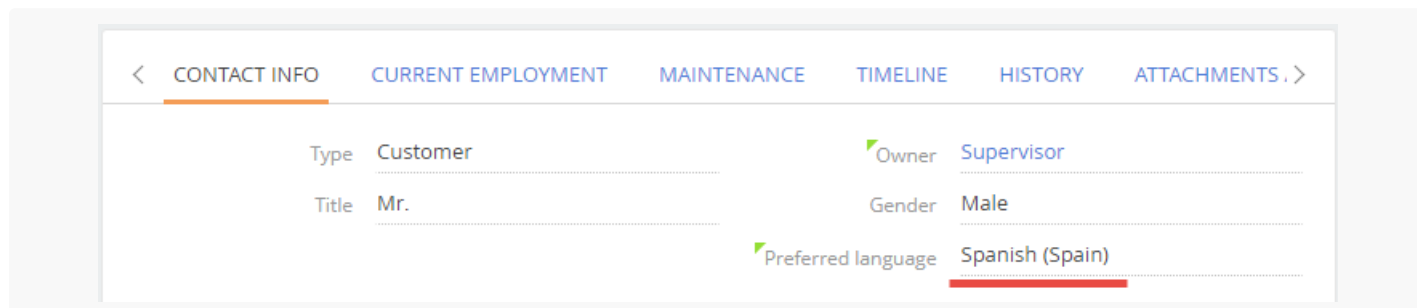 CONTACT INFO CURRENT EMPLOYMENT MAINTENANCE TIMELINE HISTORY ATTACHMENTS
Type Customer Owner Supervisor
Title Mr. Gender Male
Preferred language Spanish (Spain)